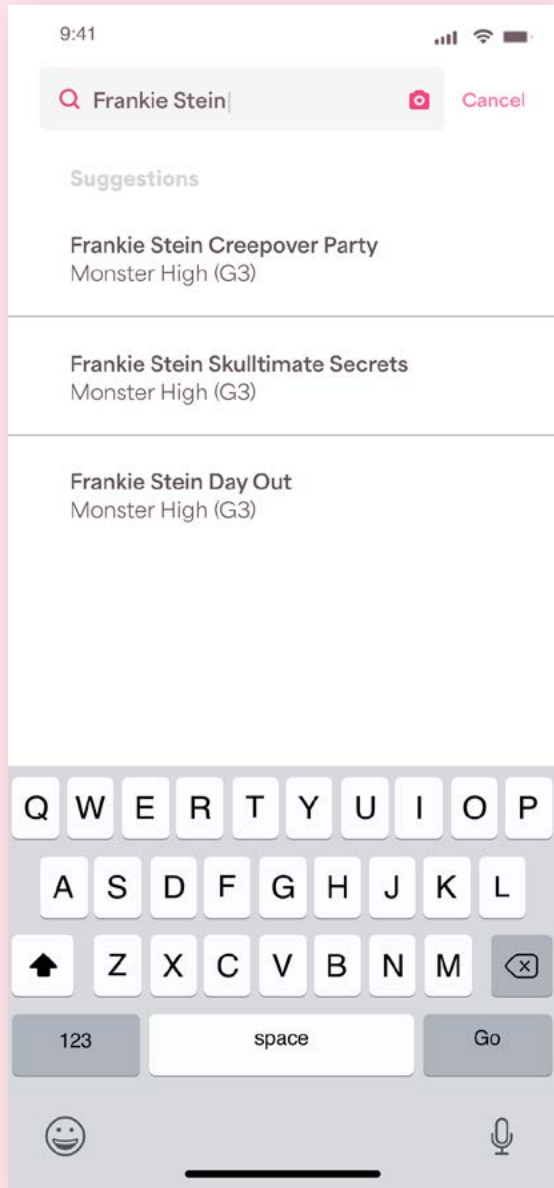 9:41
Frankie Stein
Cancel
Suggestions
Frankie Stein Creepover Party
Monster High (G3)
Frankie Stein Skulltimate Secrets
Monster High (G3)
Frankie Stein Day Out
Monster High (G3)
Q W E R T Y U I O P
A S D F G H J K L
Z X C V B N M
123 space Go